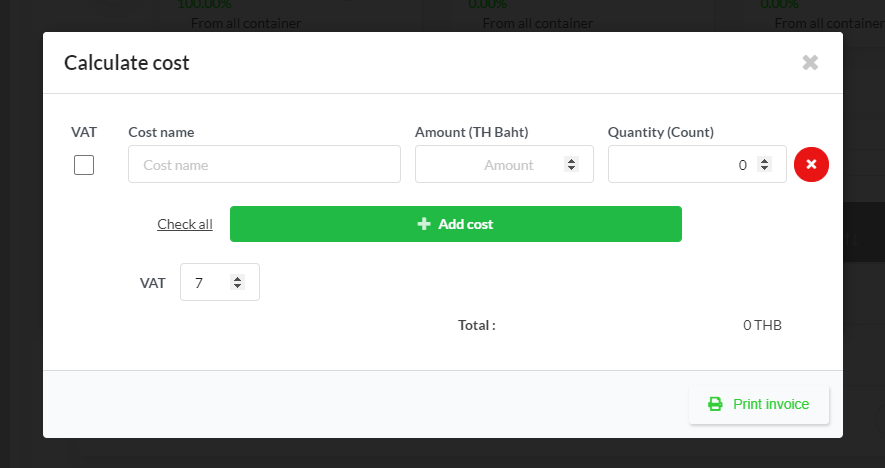 100.00% 0.00% 0.00%
From all container From all container From all container
Calculate cost
VAT Cost name Amount (TH Baht) Quantity (Count)
Cost name Amount 0
Check all Add cost
VAT 7
Total : 0 THB
Print invoice